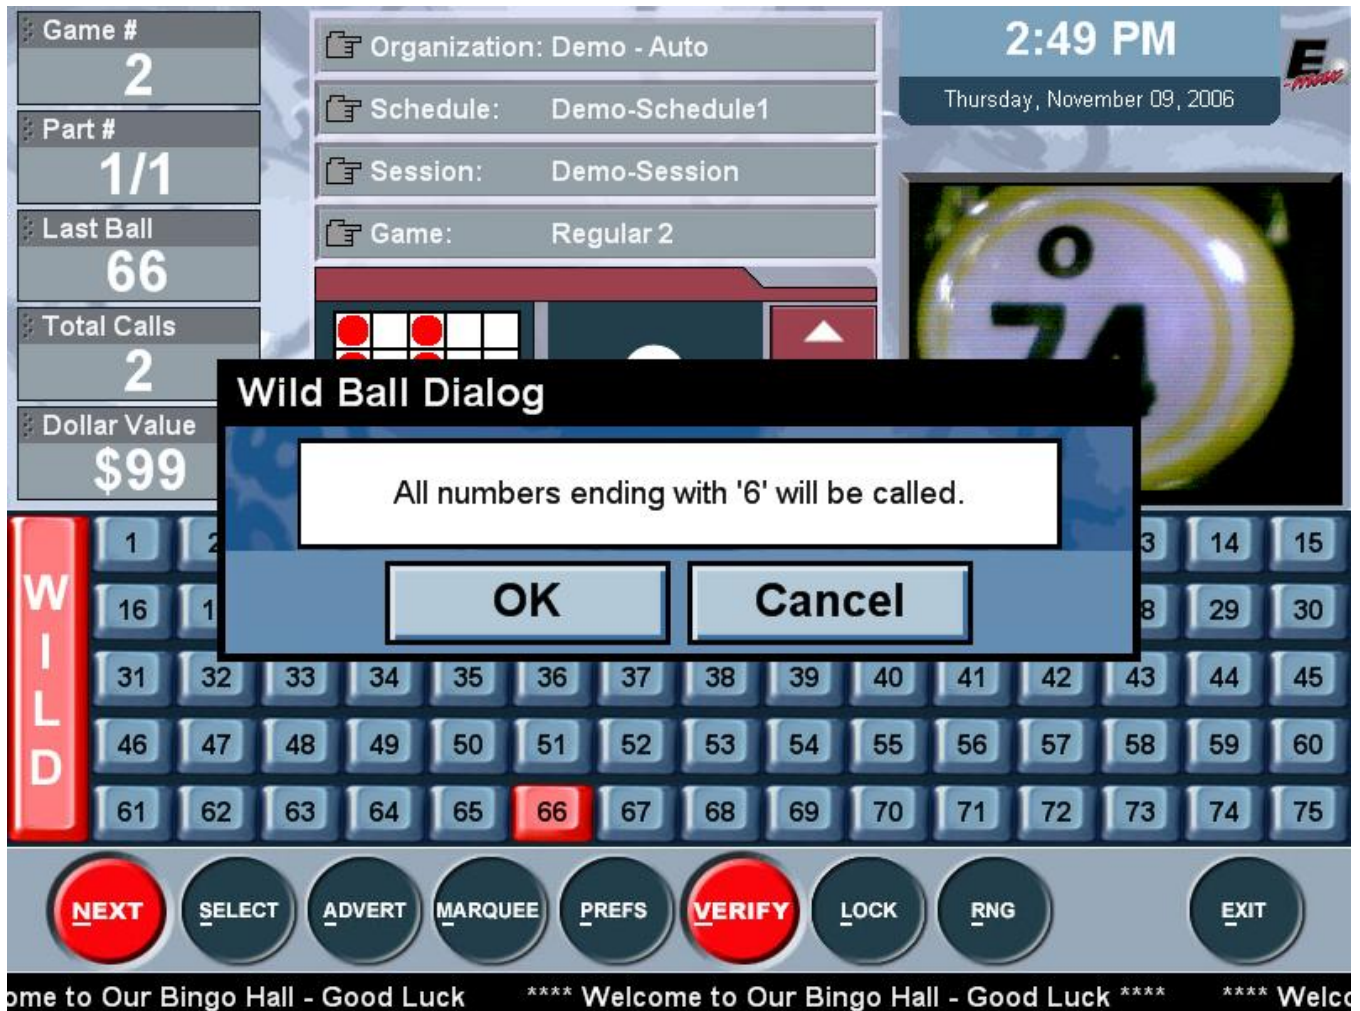 Game #
2
Part #
1/1
Last Ball
66
Total Calls
2
Dollar Value
$99
Organization: Demo - Auto
Schedule: Demo-Schedule1
Session: Demo-Session
Game: Regular 2
2:49 PM
Thursday, November 09, 2006
E
O
74
Wild Ball Dialog
All numbers ending with '6' will be called.
OK Cancel
WILD
1 2 3 14 15
16 1 8 29 30
31 32 33 34 35 36 37 38 39 40 41 42 43 44 45
46 47 48 49 50 51 52 53 54 55 56 57 58 59 60
61 62 63 64 65 66 67 68 69 70 71 72 73 74 75
NEXT SELECT ADVERT MARQUEE PREFS VERIFY LOCK RNG EXIT
ome to Our Bingo Hall - Good Luck **** Welcome to Our Bingo Hall - Good Luck **** **** Welco